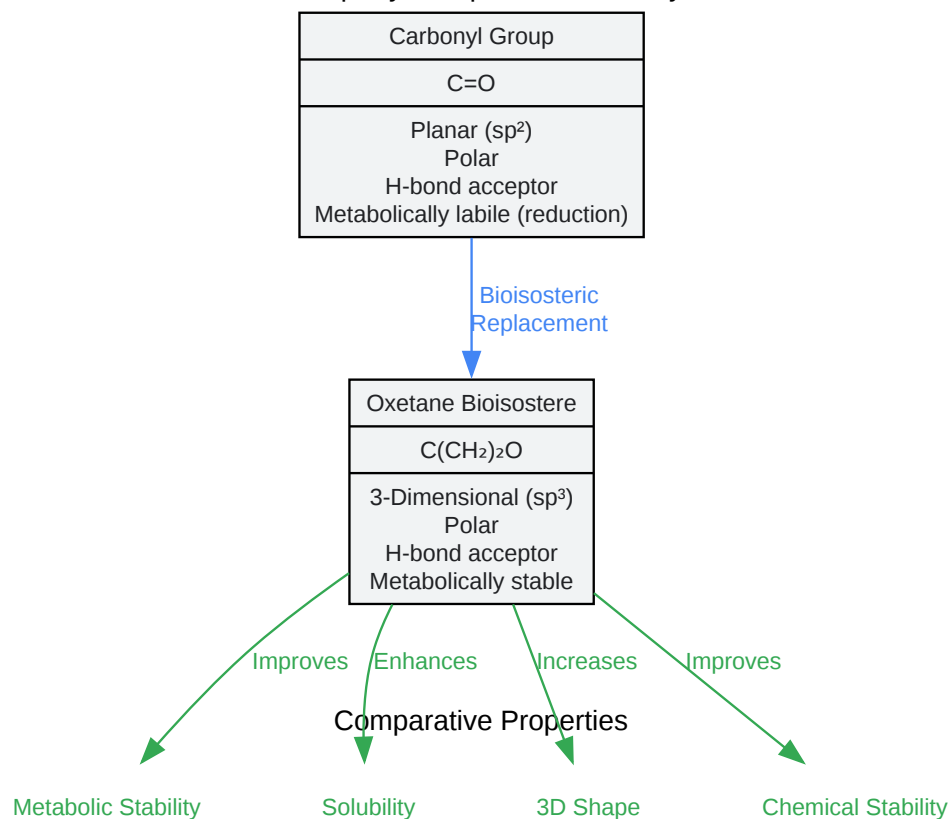 Carbonyl Group
C=O
Planar (sp²)
Polar
H-bond acceptor
Metabolically labile (reduction)
Bioisosteric
Replacement
Oxetane Bioisostere
C(CH₂)₂O
3-Dimensional (sp³)
Polar
H-bond acceptor
Metabolically stable
Improves Enhances Increases Improves
Comparative Properties
Metabolic Stability Solubility 3D Shape Chemical Stability